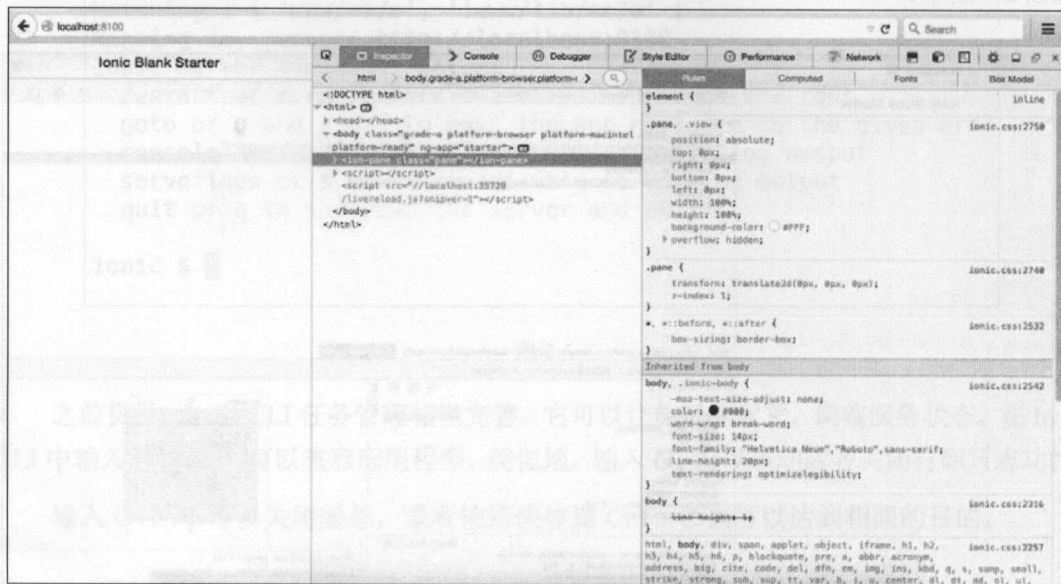 localhost:8100
Search
Ionic Blank Starter
Inspector
Console
Debugger
Style Editor
Performance
Network
html
body.grade-a.platform-browser.platform-
Rules
Computed
Fonts
Box Model
<!DOCTYPE html>
<html>
<head></head>
<body class="grade-a platform-browser platform-macintel
platform-ready" ng-app="starter">
<ion-pane class="pane"></ion-pane>
<script></script>
<script src="//localhost:35729
/livereload.js?snipver=1"></script>
</body>
</html>
element {
inline
}
.pane, .view {
ionic.css:2750
position: absolute;
top: 0px;
right: 0px;
bottom: 0px;
left: 0px;
width: 100%;
height: 100%;
background-color: #FFF;
overflow: hidden;
}
.pane {
ionic.css:2740
transform: translate3d(0px, 0px, 0px);
z-index: 1;
}
*, *::before, *::after {
ionic.css:2532
box-sizing: border-box;
}
Inherited from body
body, .ionic-body {
ionic.css:2542
-moz-text-size-adjust: none;
color: #000;
word-wrap: break-word;
font-size: 14px;
font-family: "Helvetica Neue","Roboto",sans-serif;
line-height: 20px;
text-rendering: optimizelegibility;
}
body {
ionic.css:2316
line-height: 1;
}
html, body, div, span, applet, object, iframe, h1, h2,
ionic.css:2257
h3, h4, h5, h6, p, blockquote, pre, a, abbr, acronym,
address, big, cite, code, del, dfn, em, img, ins, kbd, q, s, samp, small,
strike, strong, sub, sup, tt, var, b, i, u, center, dl, dt, dd, ol, ul,